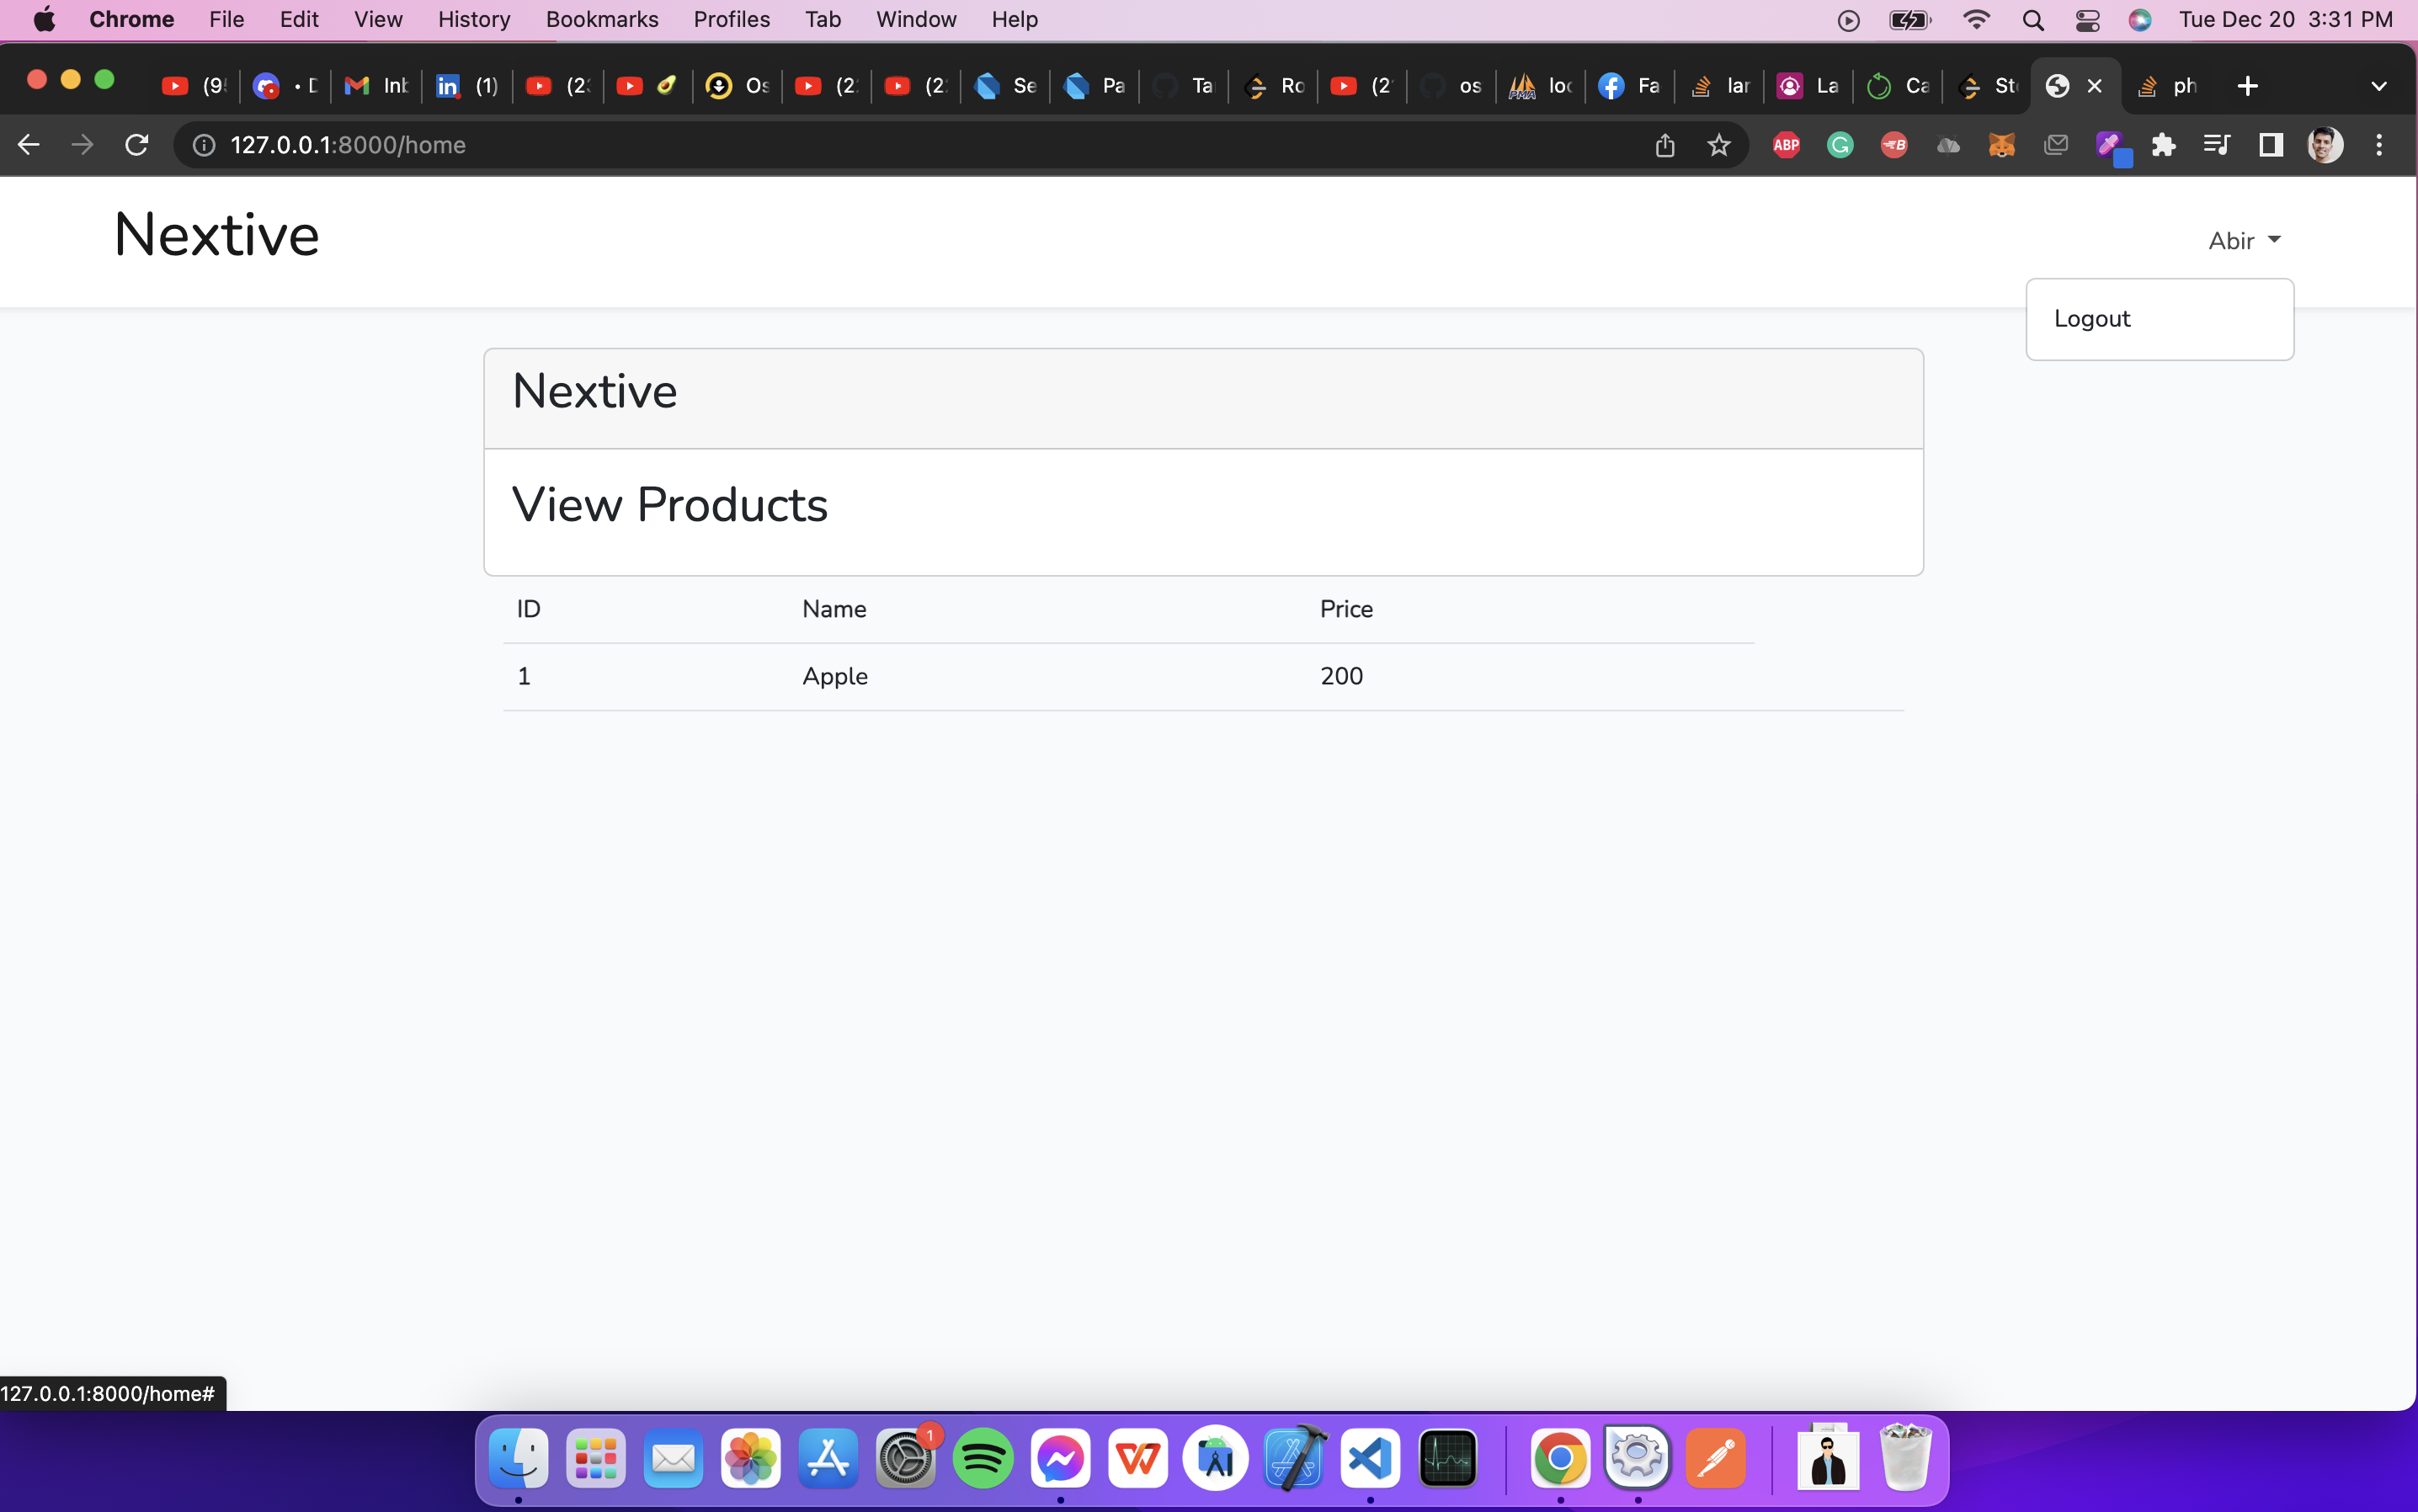 Chrome File Edit View History Bookmarks Profiles Tab Window Help Tue Dec 20 3:31 PM
(9 • D Inb (1) (2 (2 (2 Se Pa Ta Ro (2 os loc Fa lar La Ca St ph
127.0.0.1:8000/home ABP
Nextive
Abir
Logout
Nextive
View Products
ID Name Price
1 Apple 200
127.0.0.1:8000/home#
1